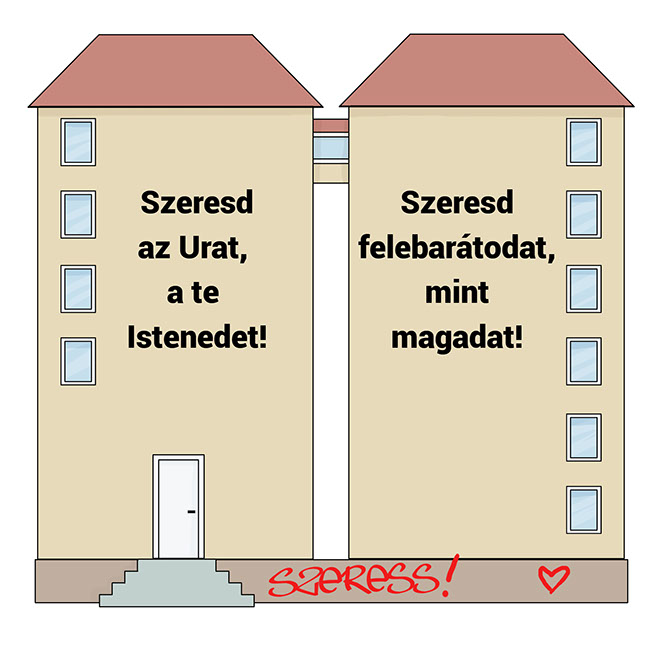 Szeresd
az Urat,
a te
Istenedet!
Szeresd
felebarátodat,
mint
magadat!
SZERESS!